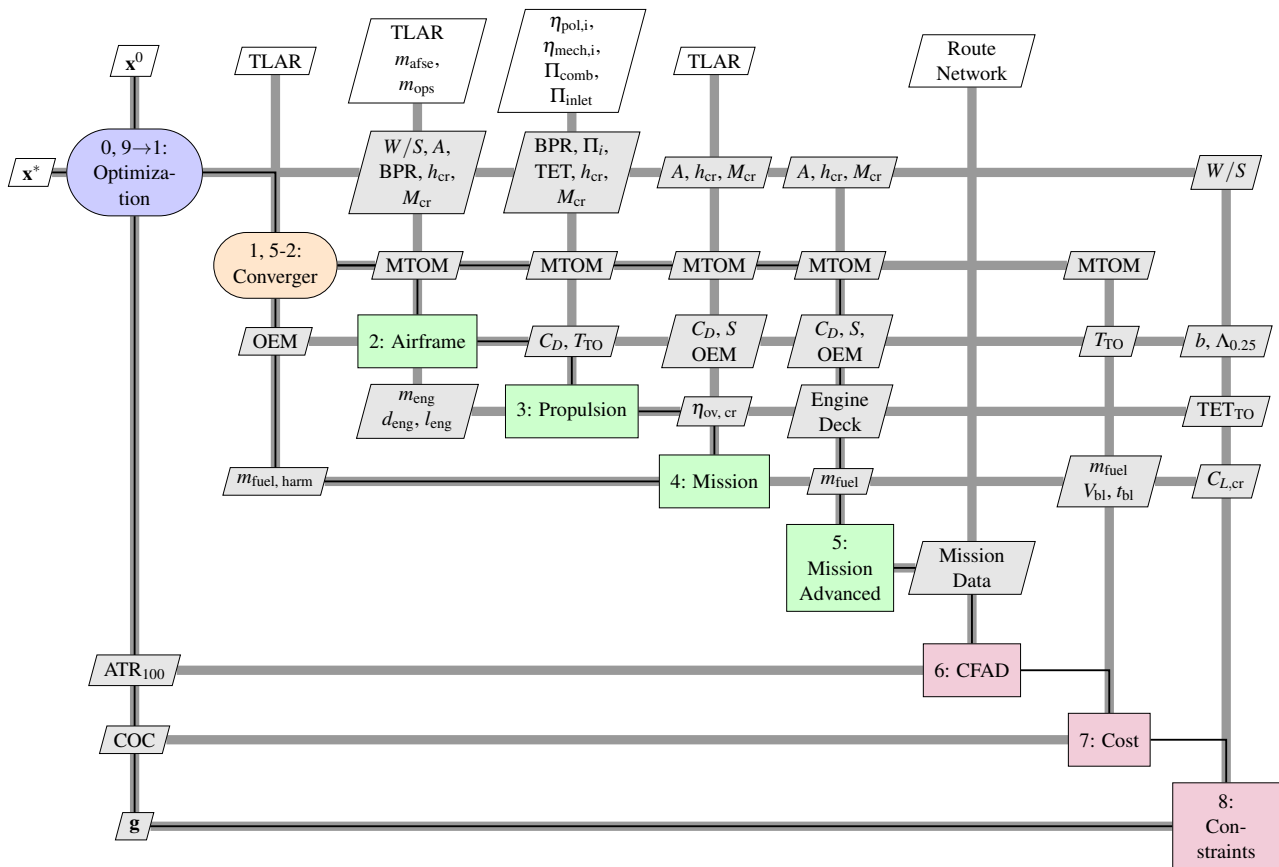 x⁰
TLAR
TLAR
m_afse,
m_ops
η_pol,i,
η_mech,i,
Π_comb,
Π_inlet
TLAR
Route
Network
x*
0, 9→1:
Optimiza-
tion
W/S, A,
BPR, h_cr,
M_cr
BPR, Π_i,
TET, h_cr,
M_cr
A, h_cr, M_cr
A, h_cr, M_cr
W/S
1, 5-2:
Converger
MTOM
MTOM
MTOM
MTOM
MTOM
OEM
2: Airframe
C_D, T_TO
C_D, S
OEM
C_D, S,
OEM
T_TO
b, Λ_0.25
m_eng
d_eng, l_eng
3: Propulsion
η_ov, cr
Engine
Deck
TET_TO
m_fuel, harm
4: Mission
m_fuel
m_fuel
V_bl, t_bl
C_L,cr
5:
Mission
Advanced
Mission
Data
ATR₁₀₀
6: CFAD
COC
7: Cost
g
8:
Con-
straints